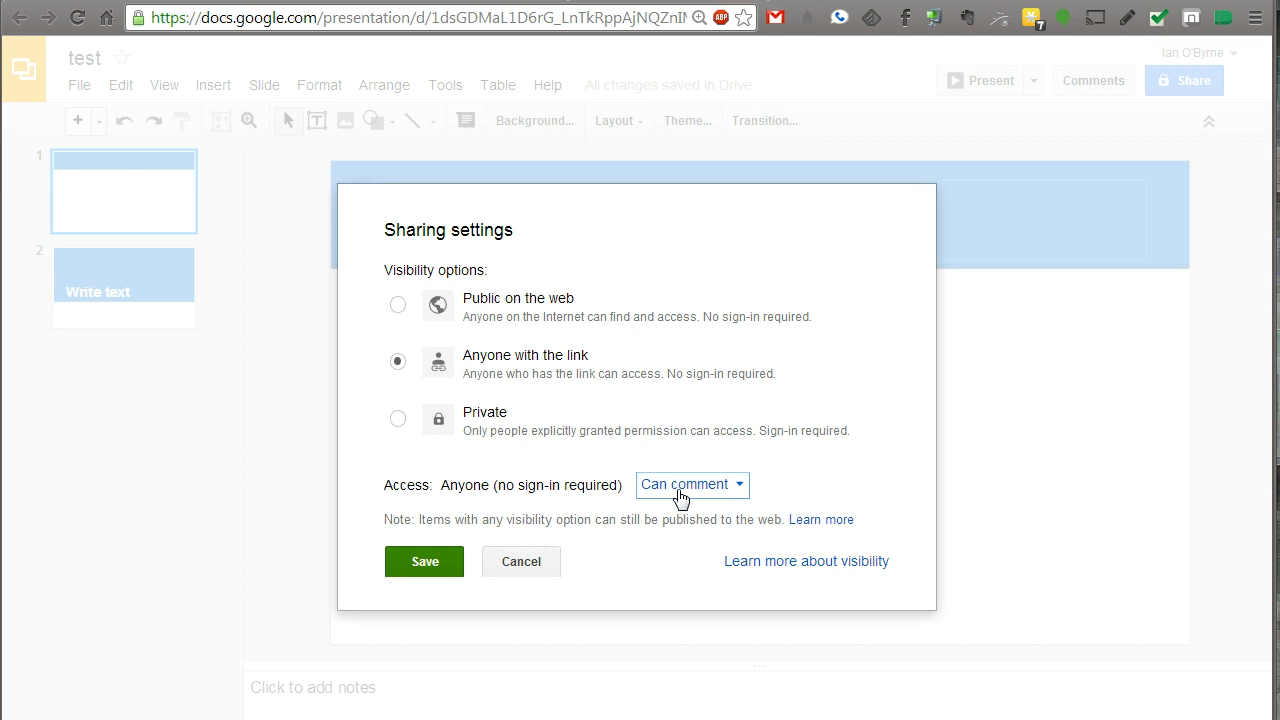 https://docs.google.com/presentation/d/1dsGDMaL1D6rG_LnTkRppAjNQZnI
7
test
Ian O'Byrne
File Edit View Insert Slide Format Arrange Tools Table Help All changes saved in Drive
Present Comments Share
Background... Layout Theme... Transition...
1
2
Write text
Sharing settings
Visibility options:
Public on the web
Anyone on the Internet can find and access. No sign-in required.
Anyone with the link
Anyone who has the link can access. No sign-in required.
Private
Only people explicitly granted permission can access. Sign-in required.
Access: Anyone (no sign-in required) Can comment
Note: Items with any visibility option can still be published to the web. Learn more
Save Cancel Learn more about visibility
Click to add notes